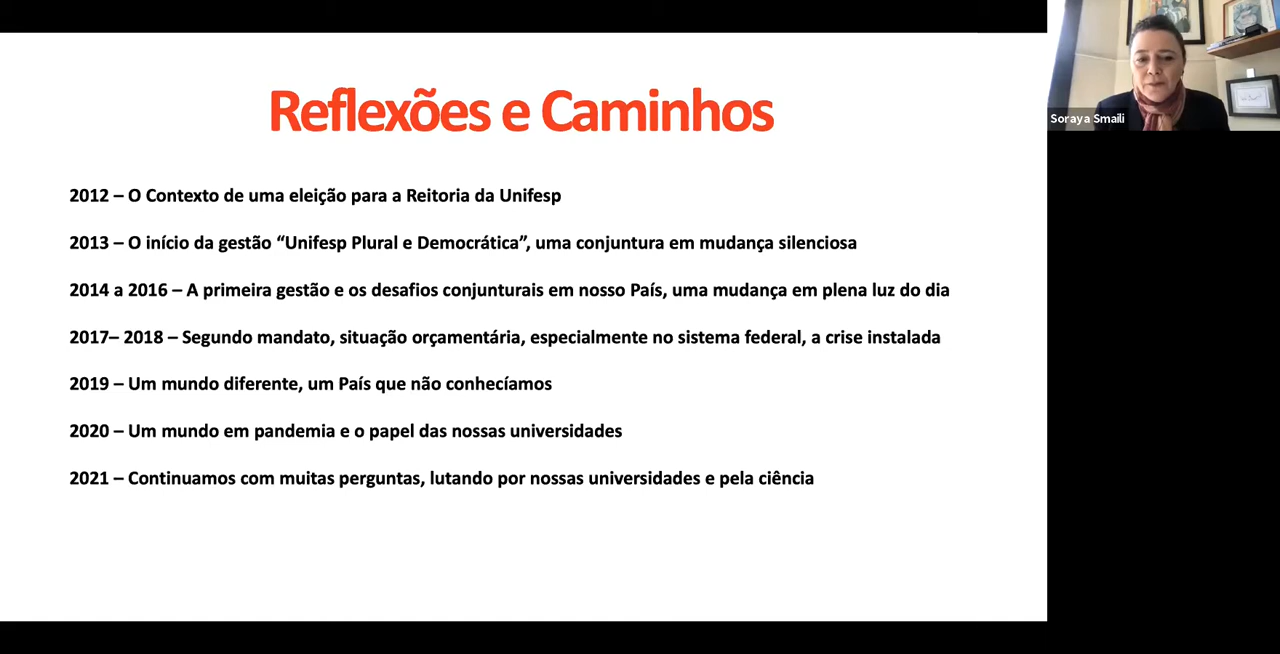 Reflexões e Caminhos
Soraya Smaili
2012 – O Contexto de uma eleição para a Reitoria da Unifesp
2013 – O início da gestão “Unifesp Plural e Democrática”, uma conjuntura em mudança silenciosa
2014 a 2016 – A primeira gestão e os desafios conjunturais em nosso País, uma mudança em plena luz do dia
2017– 2018 – Segundo mandato, situação orçamentária, especialmente no sistema federal, a crise instalada
2019 – Um mundo diferente, um País que não conhecíamos
2020 – Um mundo em pandemia e o papel das nossas universidades
2021 – Continuamos com muitas perguntas, lutando por nossas universidades e pela ciência